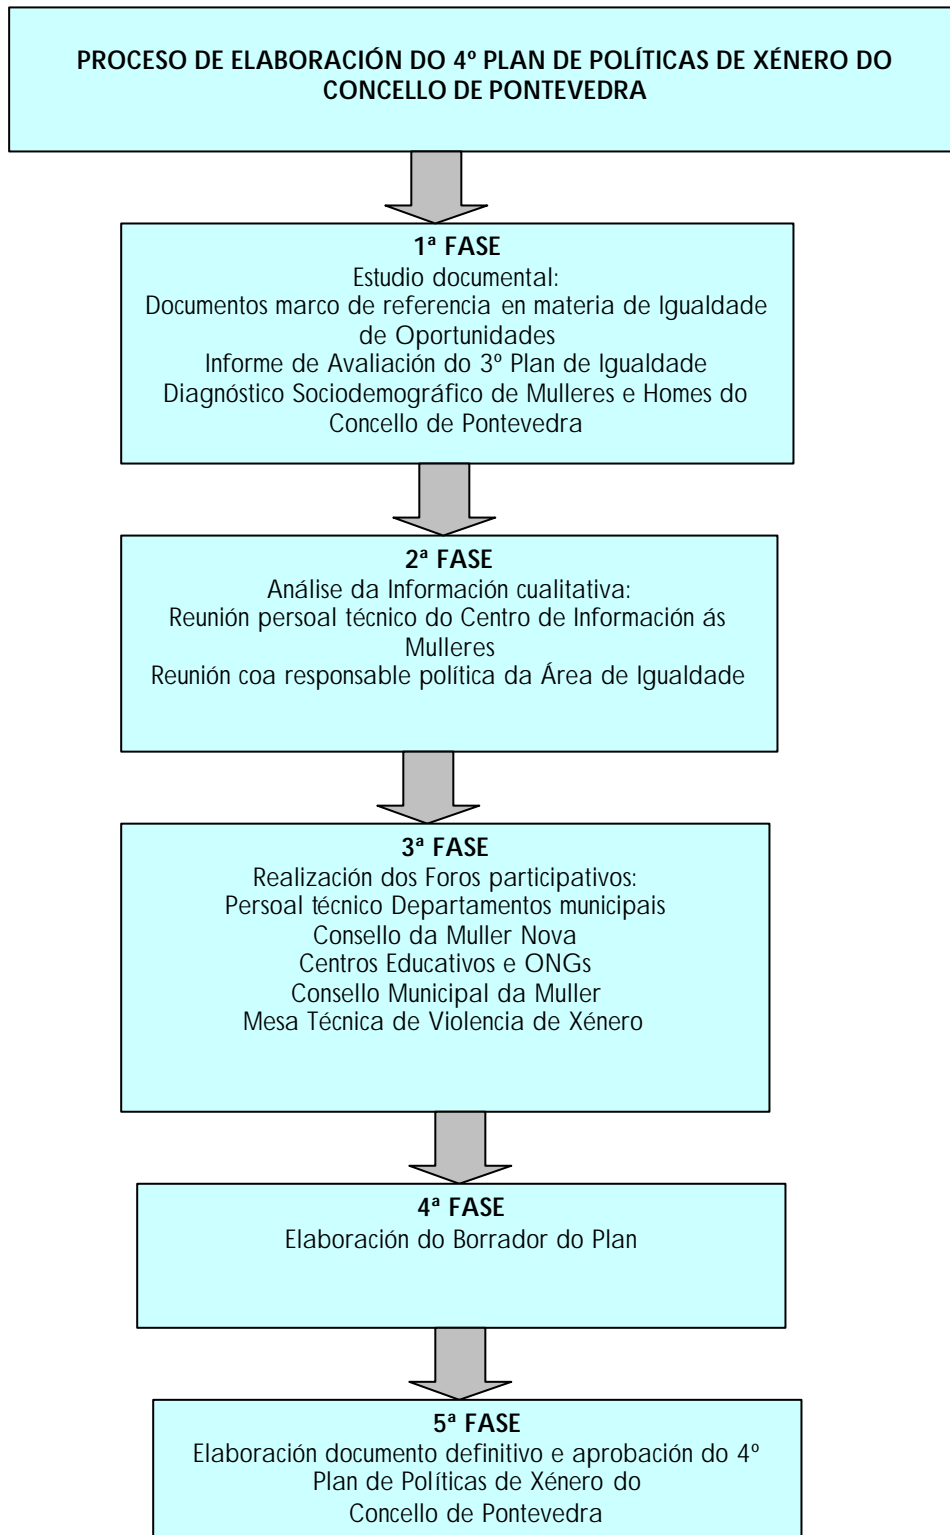 PROCESO DE ELABORACIÓN DO 4º PLAN DE POLÍTICAS DE XÉNERO DO
CONCELLO DE PONTEVEDRA
1ª FASE
Estudio documental:
Documentos marco de referencia en materia de Igualdade
de Oportunidades
Informe de Avaliación do 3º Plan de Igualdade
Diagnóstico Sociodemográfico de Mulleres e Homes do
Concello de Pontevedra
2ª FASE
Análise da Información cualitativa:
Reunión persoal técnico do Centro de Información ás
Mulleres
Reunión coa responsable política da Área de Igualdade
3ª FASE
Realización dos Foros participativos:
Persoal técnico Departamentos municipais
Consello da Muller Nova
Centros Educativos e ONGs
Consello Municipal da Muller
Mesa Técnica de Violencia de Xénero
4ª FASE
Elaboración do Borrador do Plan
5ª FASE
Elaboración documento definitivo e aprobación do 4º
Plan de Políticas de Xénero do
Concello de Pontevedra